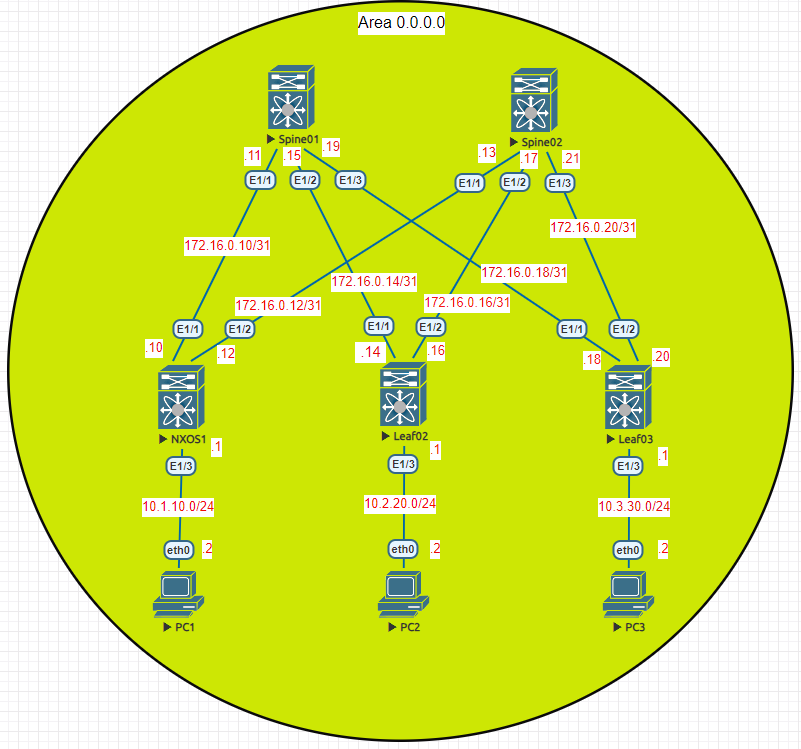 Area 0.0.0.0
Spine01
Spine02
.11
.15
.19
.13
.17
.21
E1/1
E1/2
E1/3
E1/1
E1/2
E1/3
172.16.0.10/31
172.16.0.20/31
172.16.0.14/31
172.16.0.18/31
172.16.0.12/31
172.16.0.16/31
E1/1
E1/2
E1/1
E1/2
E1/1
E1/2
.10
.12
.14
.16
.18
.20
NXOS1
Leaf02
Leaf03
.1
.1
.1
E1/3
E1/3
E1/3
10.1.10.0/24
10.2.20.0/24
10.3.30.0/24
eth0
.2
eth0
.2
eth0
.2
PC1
PC2
PC3